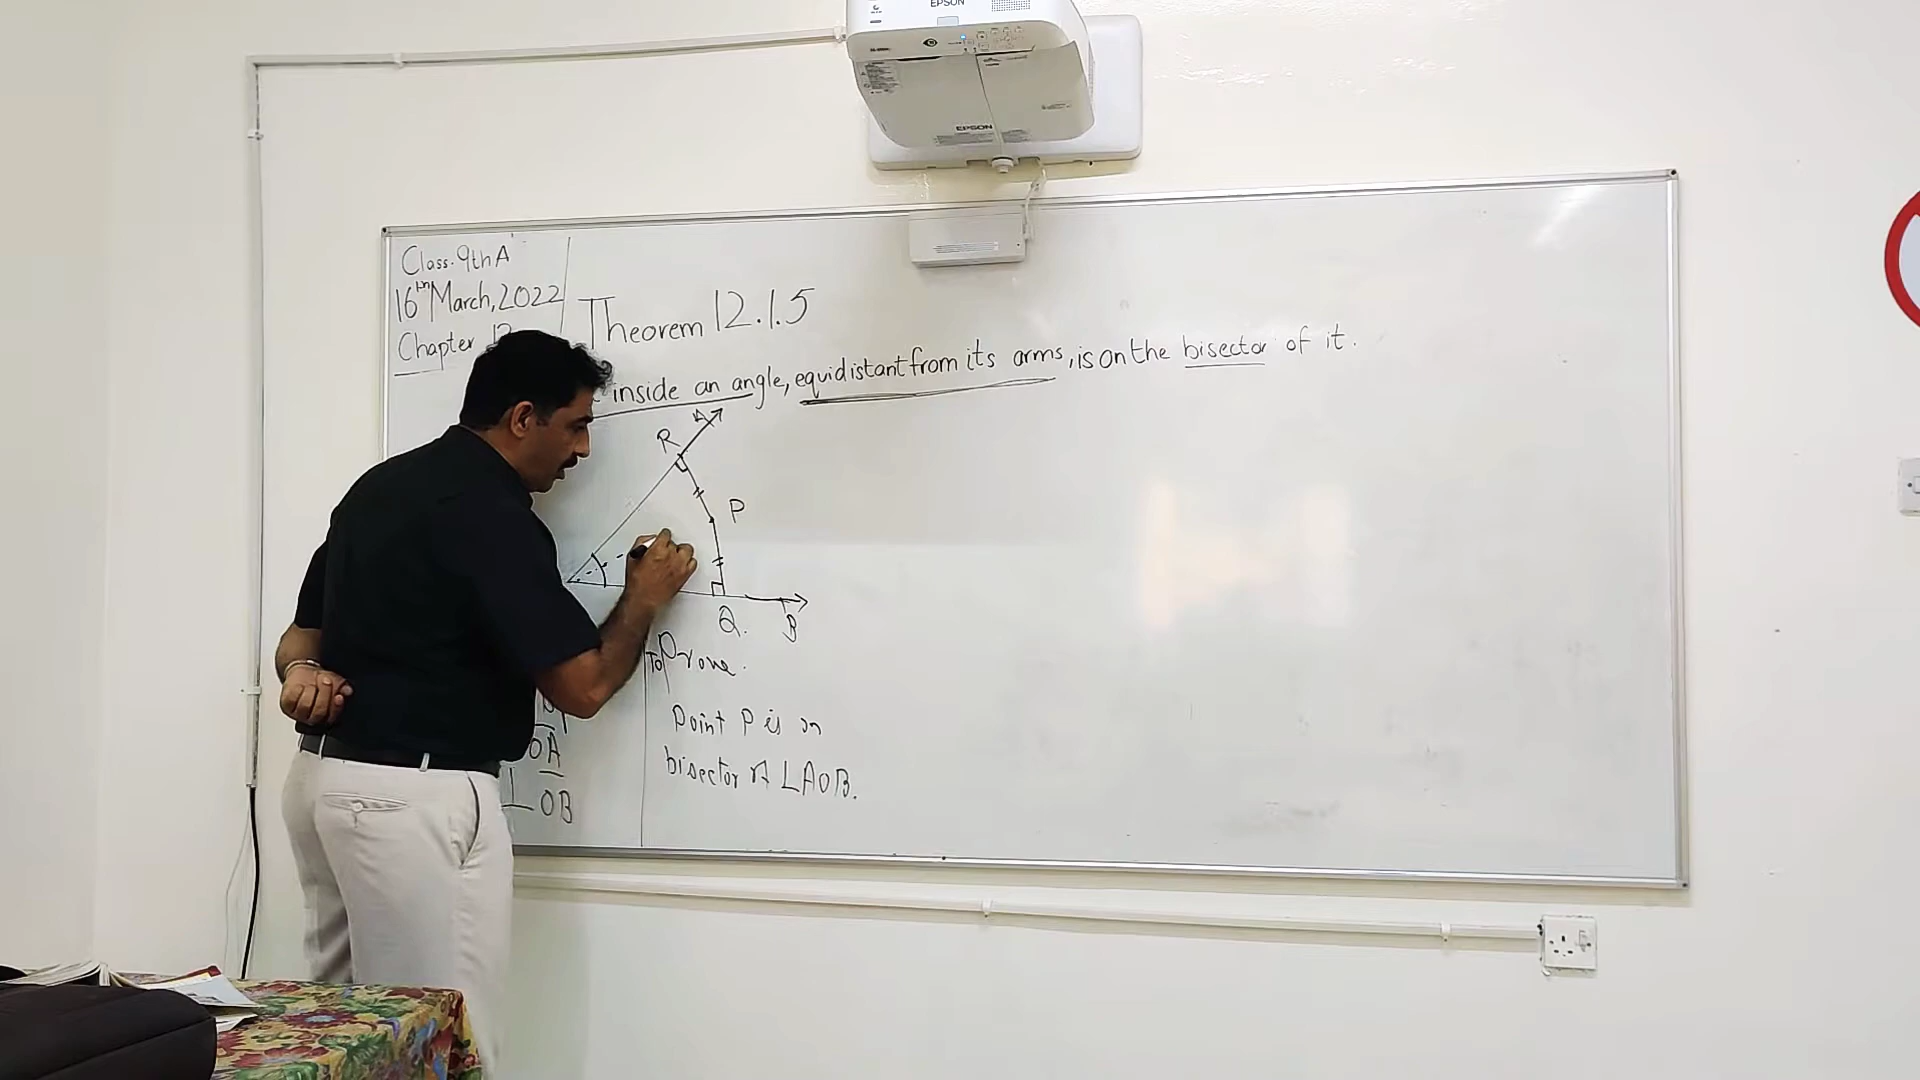 EPSON
EPSON
Class. 9th A
16th March, 2022
Chapter
Theorem 12.1.5
inside an angle, equidistant from its arms, is on the bisector of it.
A
R
P
Q.
B
To Prove.
Point P is on
bisector of LAOB.
OA
⊥ OB